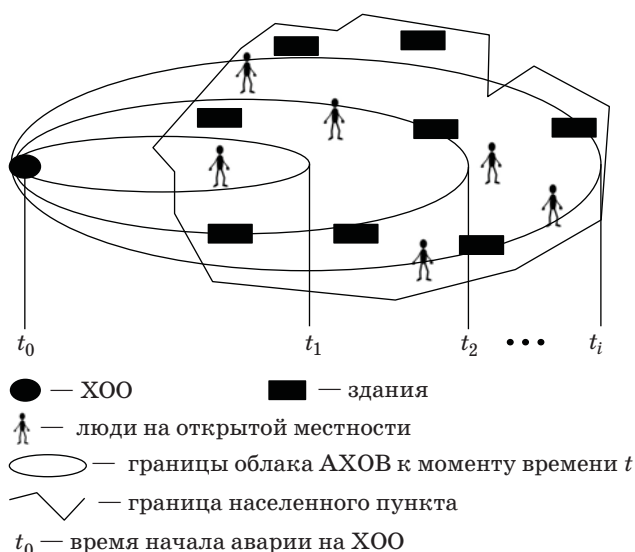 t₀ t₁ t₂ ••• tᵢ
— ХОО — здания
— люди на открытой местности
— границы облака АХОВ к моменту времени t
— граница населенного пункта
t₀ — время начала аварии на ХОО